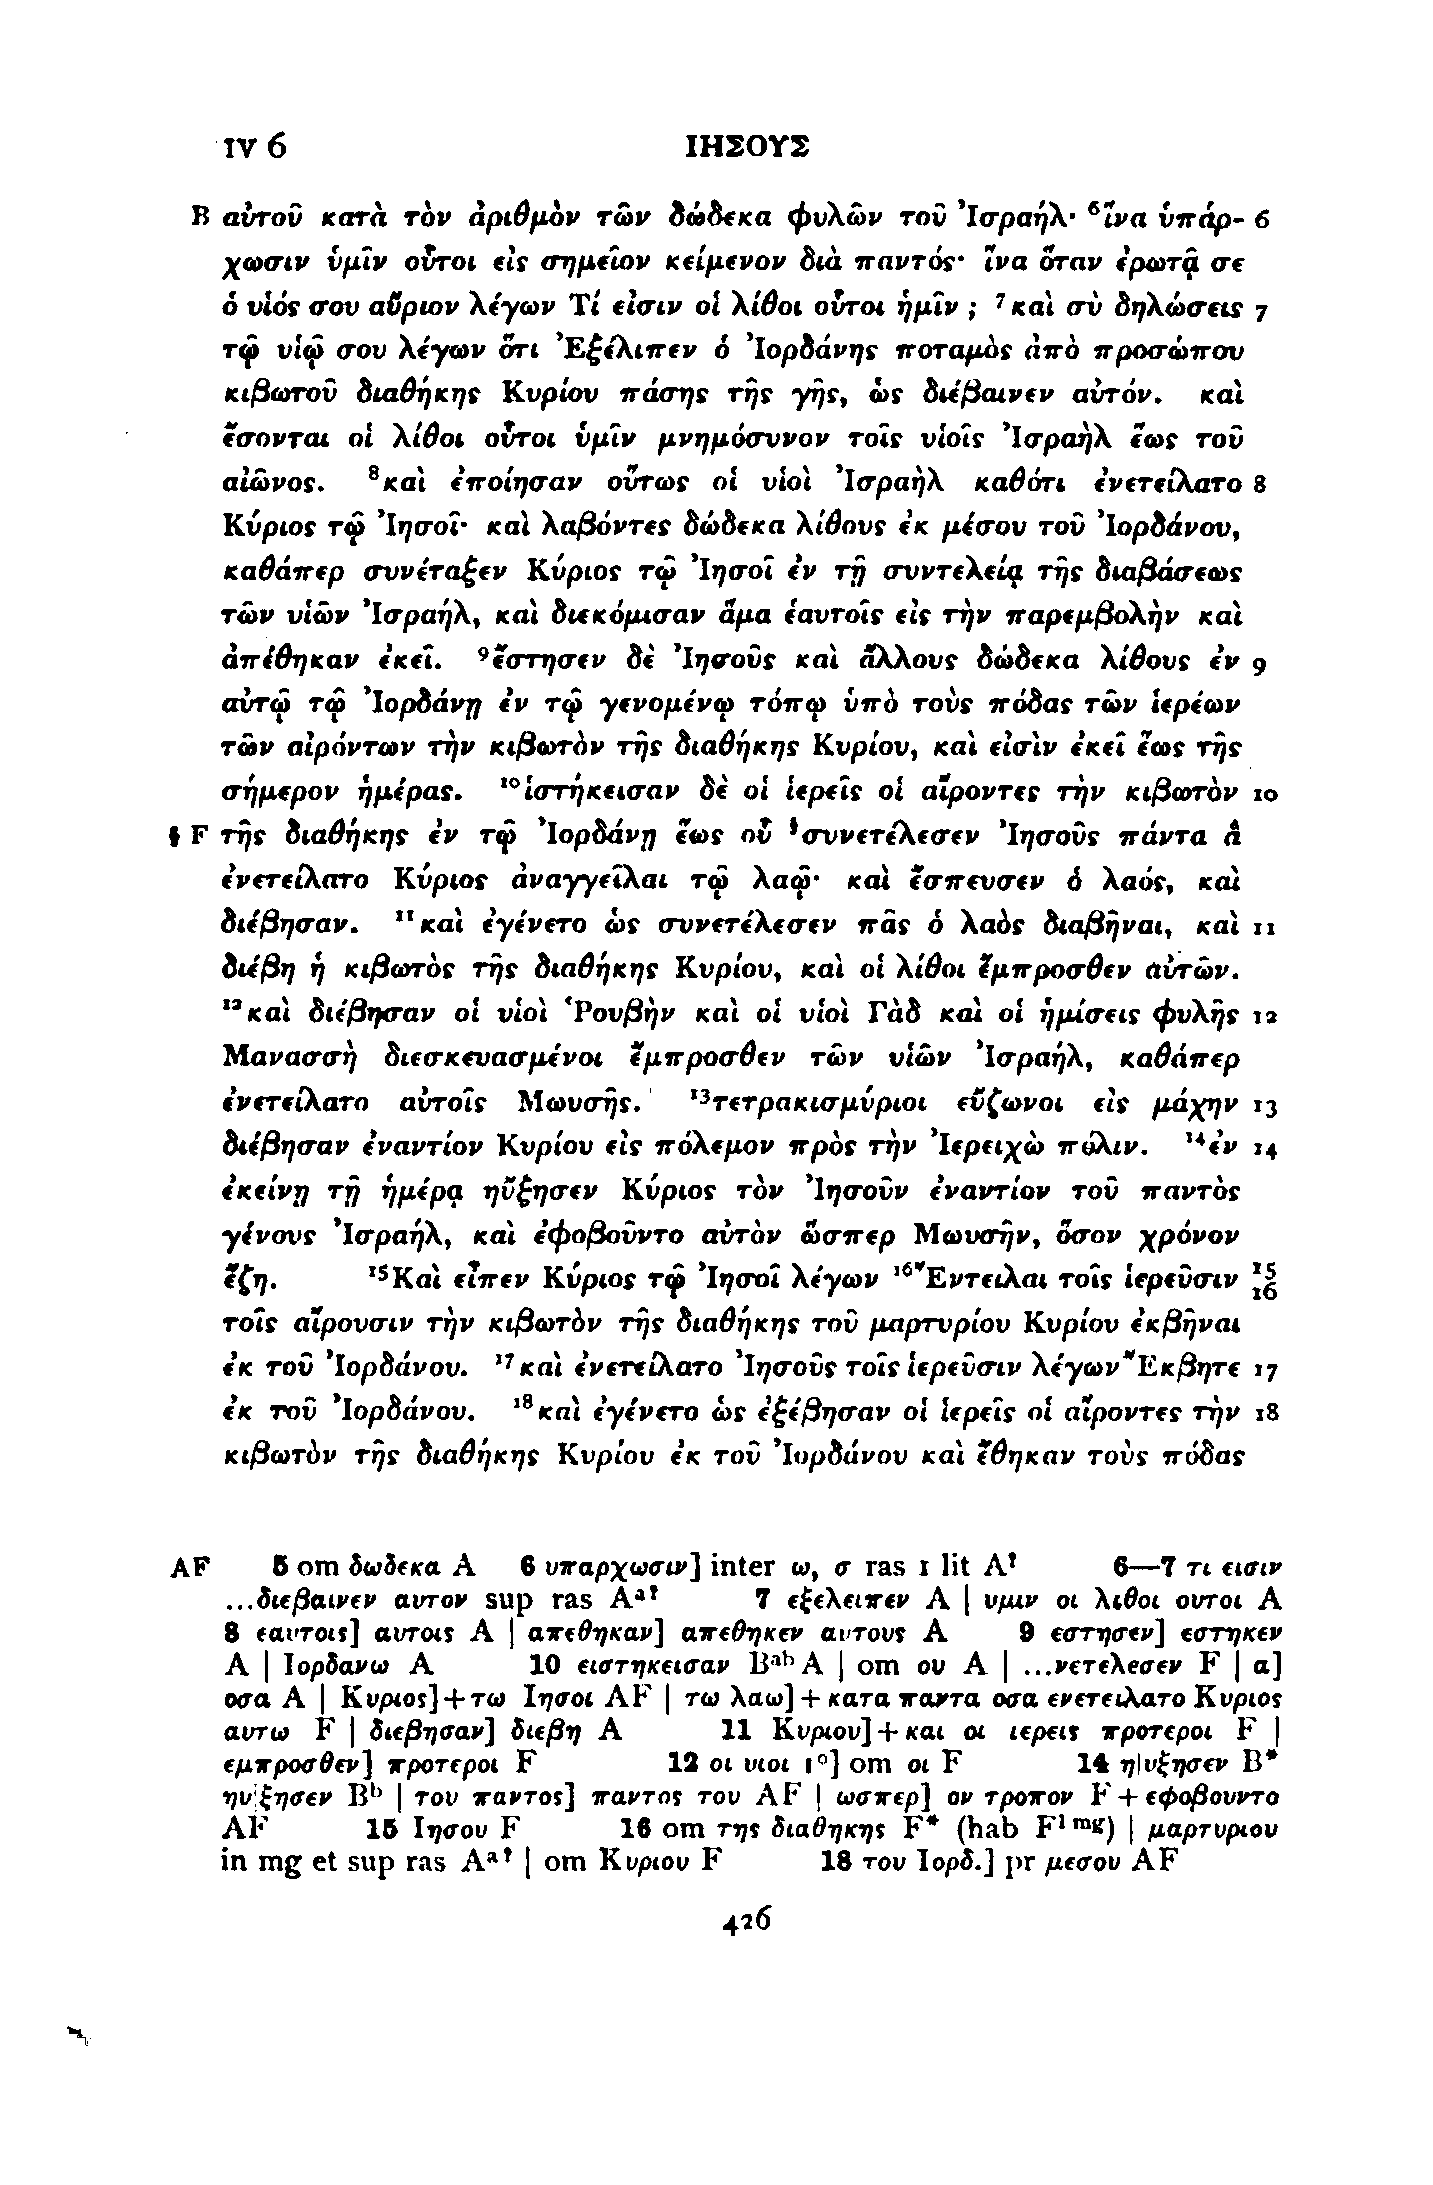 IV 6 ΙΗΣΟΥΣ
B αὐτοῦ κατὰ τὸν ἀριθμὸν τῶν δώδεκα φυλῶν τοῦ Ἰσραήλ· ⁶ἵνα ὑπάρ- 6
χωσιν ὑμῖν οὗτοι εἰς σημεῖον κείμενον διὰ παντός· ἵνα ὅταν ἐρωτᾷ σε
ὁ υἱός σου αὔριον λέγων Τί εἰσιν οἱ λίθοι οὗτοι ἡμῖν ; ⁷καὶ σὺ δηλώσεις 7
τῷ υἱῷ σου λέγων ὅτι Ἐξέλιπεν ὁ Ἰορδάνης ποταμὸς ἀπὸ προσώπου
κιβωτοῦ διαθήκης Κυρίου πάσης τῆς γῆς, ὡς διέβαινεν αὐτόν. καὶ
ἔσονται οἱ λίθοι οὗτοι ὑμῖν μνημόσυνον τοῖς υἱοῖς Ἰσραὴλ ἕως τοῦ
αἰῶνος. ⁸καὶ ἐποίησαν οὕτως οἱ υἱοὶ Ἰσραὴλ καθότι ἐνετείλατο 8
Κύριος τῷ Ἰησοῖ· καὶ λαβόντες δώδεκα λίθους ἐκ μέσου τοῦ Ἰορδάνου,
καθάπερ συνέταξεν Κύριος τῷ Ἰησοῖ ἐν τῇ συντελείᾳ τῆς διαβάσεως
τῶν υἱῶν Ἰσραήλ, καὶ διεκόμισαν ἅμα ἑαυτοῖς εἰς τὴν παρεμβολὴν καὶ
ἀπέθηκαν ἐκεῖ. ⁹ἔστησεν δὲ Ἰησοῦς καὶ ἄλλους δώδεκα λίθους ἐν 9
αὐτῷ τῷ Ἰορδάνῃ ἐν τῷ γενομένῳ τόπῳ ὑπὸ τοὺς πόδας τῶν ἱερέων
τῶν αἰρόντων τὴν κιβωτὸν τῆς διαθήκης Κυρίου, καὶ εἰσὶν ἐκεῖ ἕως τῆς
σήμερον ἡμέρας. ¹⁰ἱστήκεισαν δὲ οἱ ἱερεῖς οἱ αἴροντες τὴν κιβωτὸν 10
§ F τῆς διαθήκης ἐν τῷ Ἰορδάνῃ ἕως οὗ §συνετέλεσεν Ἰησοῦς πάντα ἃ
ἐνετείλατο Κύριος ἀναγγεῖλαι τῷ λαῷ· καὶ ἔσπευσεν ὁ λαός, καὶ
διέβησαν. ¹¹καὶ ἐγένετο ὡς συνετέλεσεν πᾶς ὁ λαὸς διαβῆναι, καὶ 11
διέβη ἡ κιβωτὸς τῆς διαθήκης Κυρίου, καὶ οἱ λίθοι ἔμπροσθεν αὐτῶν.
¹²καὶ διέβησαν οἱ υἱοὶ Ῥουβὴν καὶ οἱ υἱοὶ Γὰδ καὶ οἱ ἡμίσεις φυλῆς 12
Μανασσὴ διεσκευασμένοι ἔμπροσθεν τῶν υἱῶν Ἰσραήλ, καθάπερ
ἐνετείλατο αὐτοῖς Μωυσῆς. ¹³τετρακισμύριοι εὔζωνοι εἰς μάχην 13
διέβησαν ἐναντίον Κυρίου εἰς πόλεμον πρὸς τὴν Ἰερειχὼ πόλιν. ¹⁴ἐν 14
ἐκείνῃ τῇ ἡμέρᾳ ηὔξησεν Κύριος τὸν Ἰησοῦν ἐναντίον τοῦ παντὸς
γένους Ἰσραήλ, καὶ ἐφοβοῦντο αὐτὸν ὥσπερ Μωυσῆν, ὅσον χρόνον
ἔζη. ¹⁵Καὶ εἶπεν Κύριος τῷ Ἰησοῖ λέγων ¹⁶Ἔντειλαι τοῖς ἱερεῦσιν 15 16
τοῖς αἴρουσιν τὴν κιβωτὸν τῆς διαθήκης τοῦ μαρτυρίου Κυρίου ἐκβῆναι
ἐκ τοῦ Ἰορδάνου. ¹⁷καὶ ἐνετείλατο Ἰησοῦς τοῖς ἱερεῦσιν λέγων Ἔκβητε 17
ἐκ τοῦ Ἰορδάνου. ¹⁸καὶ ἐγένετο ὡς ἐξέβησαν οἱ ἱερεῖς οἱ αἴροντες τὴν 18
κιβωτὸν τῆς διαθήκης Κυρίου ἐκ τοῦ Ἰορδάνου καὶ ἔθηκαν τοὺς πόδας
AF 5 om δωδεκα A 6 υπαρχωσιν] inter ω, σ ras 1 lit A? 6—7 τι εισιν
...διεβαινεν αυτον sup ras Aᵃ? 7 εξελειπεν A | υμιν οι λιθοι ουτοι A
8 εαυτοις] αυτοις A | απεθηκαν] απεθηκεν αυτους A 9 εστησεν] εστηκεν
A | Ιορδανω A 10 ειστηκεισαν Bᵃᵇ A | om ου A | ...νετελεσεν F | α]
οσα A | Κυριος]+τω Ιησοι AF | τω λαω]+κατα παντα οσα ενετειλατο Κυριος
αυτω F | διεβησαν] διεβη A 11 Κυριου]+και οι ιερεις προτεροι F |
εμπροσθεν] προτεροι F 12 οι υιοι 1°] om οι F 14 η|υξησεν B*
ηυ|ξησεν Bᵇ | του παντος] παντος του AF | ωσπερ] ον τροπον F + εφοβουντο
AF 15 Ιησου F 16 om της διαθηκης F* (hab F¹ ᵐᵍ) | μαρτυριου
in mg et sup ras Aᵃ? | om Κυριου F 18 του Ιορδ.] pr μεσου AF
426